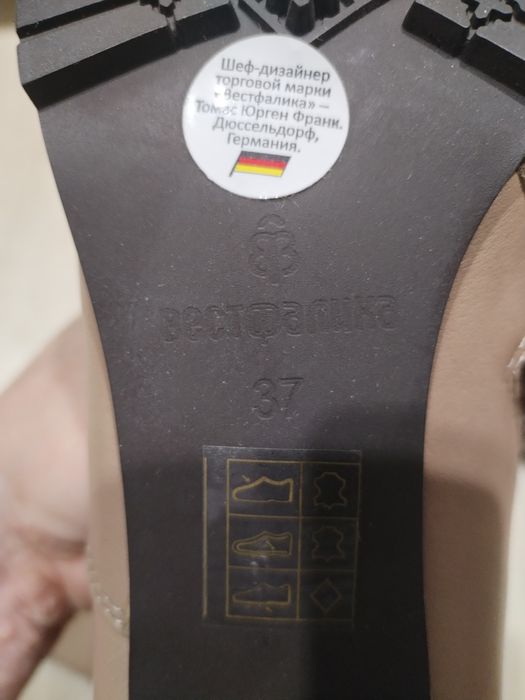 Шеф-дизайнер
торговой марки
«Вестфалика» –
Томас Юрген Франк.
Дюссельдорф,
Германия.
вестфалика
37